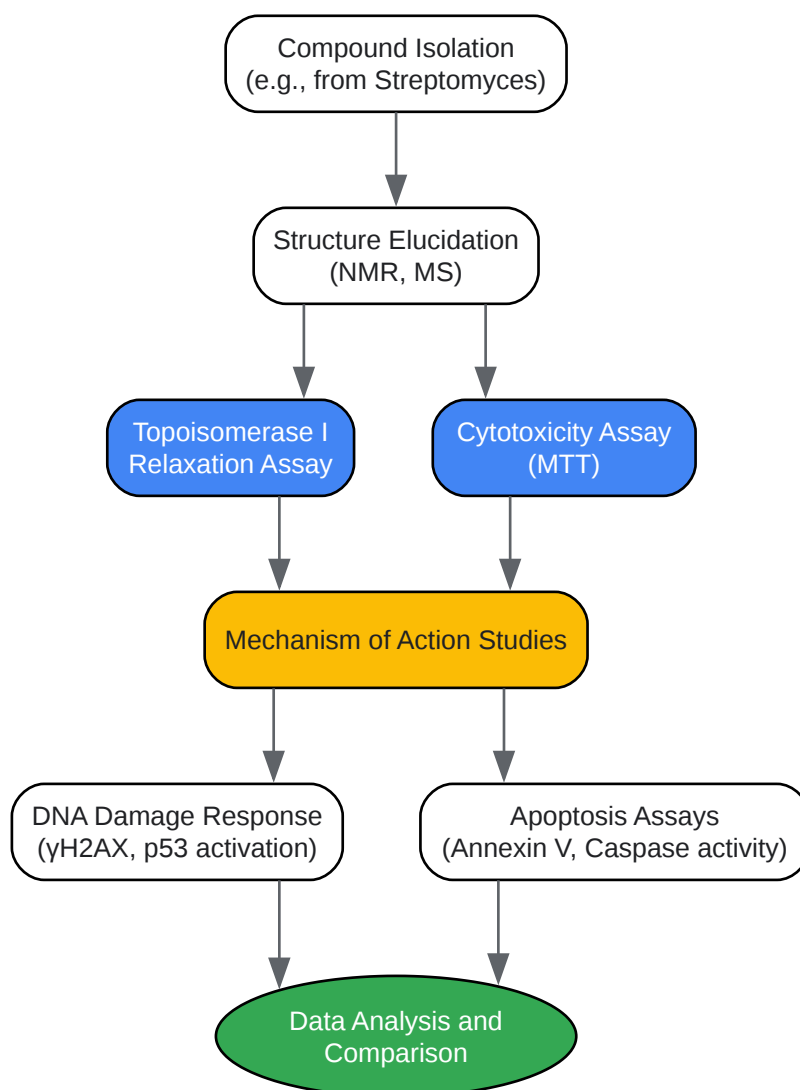 Compound Isolation
(e.g., from Streptomyces)
Structure Elucidation
(NMR, MS)
Topoisomerase I
Relaxation Assay
Cytotoxicity Assay
(MTT)
Mechanism of Action Studies
DNA Damage Response
(γH2AX, p53 activation)
Apoptosis Assays
(Annexin V, Caspase activity)
Data Analysis and
Comparison